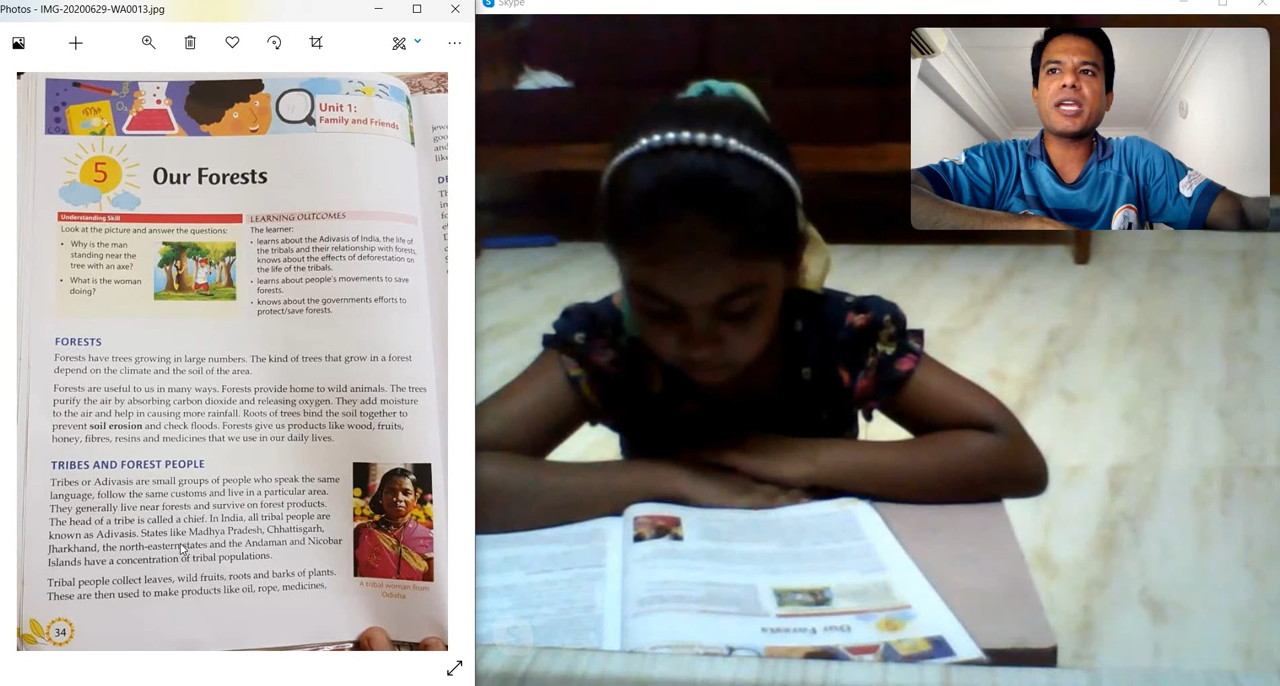 Photos - IMG-20200629-WA0013.jpg
Skype
Unit 1:
Family and Friends
5
Our Forests
Understanding Skill
Look at the picture and answer the questions:
• Why is the man
standing near the
tree with an axe?
• What is the woman
doing?
LEARNING OUTCOMES
The learner:
• learns about the Adivasis of India, the life of
the tribals and their relationship with forests,
knows about the effects of deforestation on
the life of the tribals.
• learns about people's movements to save
forests.
• knows about the governments efforts to
protect/save forests.
FORESTS
Forests have trees growing in large numbers. The kind of trees that grow in a forest
depend on the climate and the soil of the area.
Forests are useful to us in many ways. Forests provide home to wild animals. The trees
purify the air by absorbing carbon dioxide and releasing oxygen. They add moisture
to the air and help in causing more rainfall. Roots of trees bind the soil together to
prevent soil erosion and check floods. Forests give us products like wood, fruits,
honey, fibres, resins and medicines that we use in our daily lives.
TRIBES AND FOREST PEOPLE
Tribes or Adivasis are small groups of people who speak the same
language, follow the same customs and live in a particular area.
They generally live near forests and survive on forest products.
The head of a tribe is called a chief. In India, all tribal people are
known as Adivasis. States like Madhya Pradesh, Chhattisgarh,
Jharkhand, the north-eastern states and the Andaman and Nicobar
Islands have a concentration of tribal populations.
Tribal people collect leaves, wild fruits, roots and barks of plants.
These are then used to make products like oil, rope, medicines,
A tribal woman from
Odisha
34
Our Forests